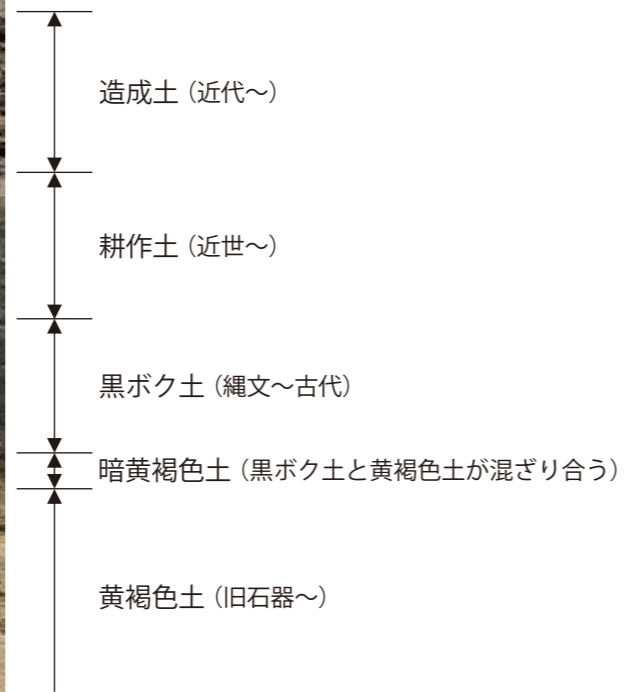 造成土（近代〜）
耕作土（近世〜）
黒ボク土（縄文〜古代）
暗黄褐色土（黒ボク土と黄褐色土が混ざり合う）
黄褐色土（旧石器〜）